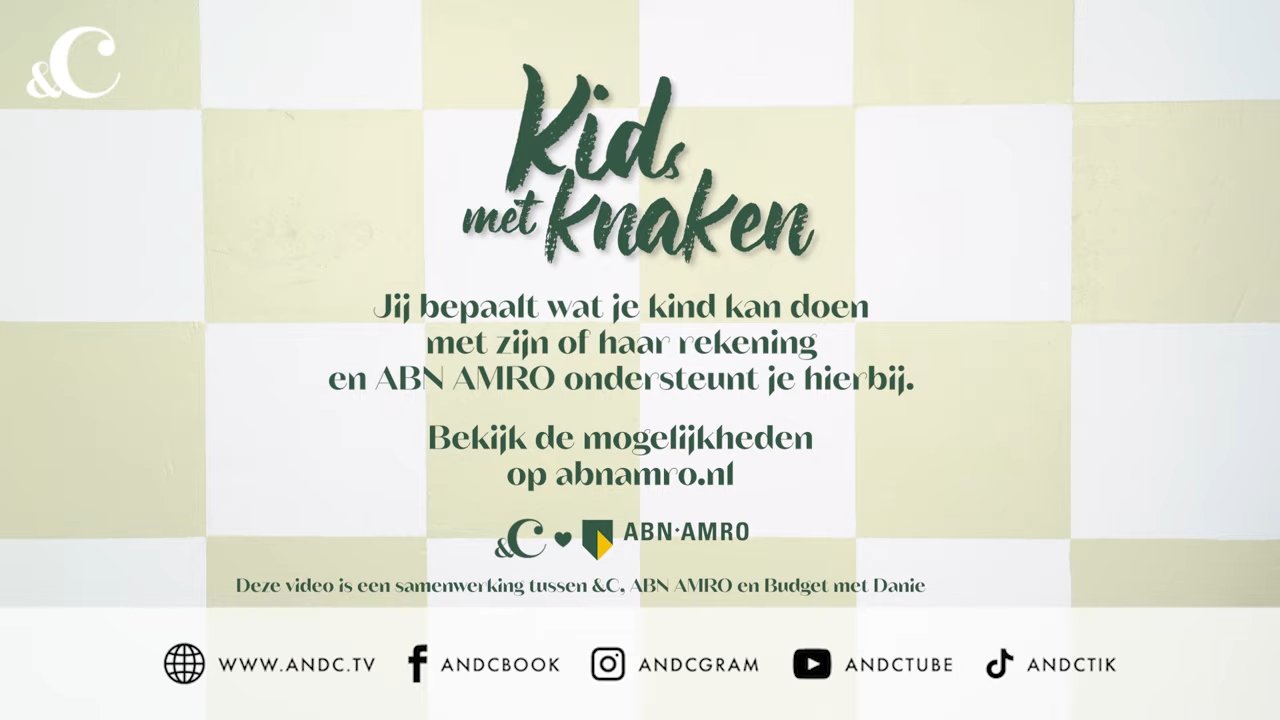 &C
Kids
met knaken
Jij bepaalt wat je kind kan doen
met zijn of haar rekening
en ABN AMRO ondersteunt je hierbij.
Bekijk de mogelijkheden
op abnamro.nl
&C ABN·AMRO
Deze video is een samenwerking tussen &C, ABN AMRO en Budget met Danie
WWW.ANDC.TV ANDCBOOK ANDCGRAM ANDCTUBE ANDCTIK